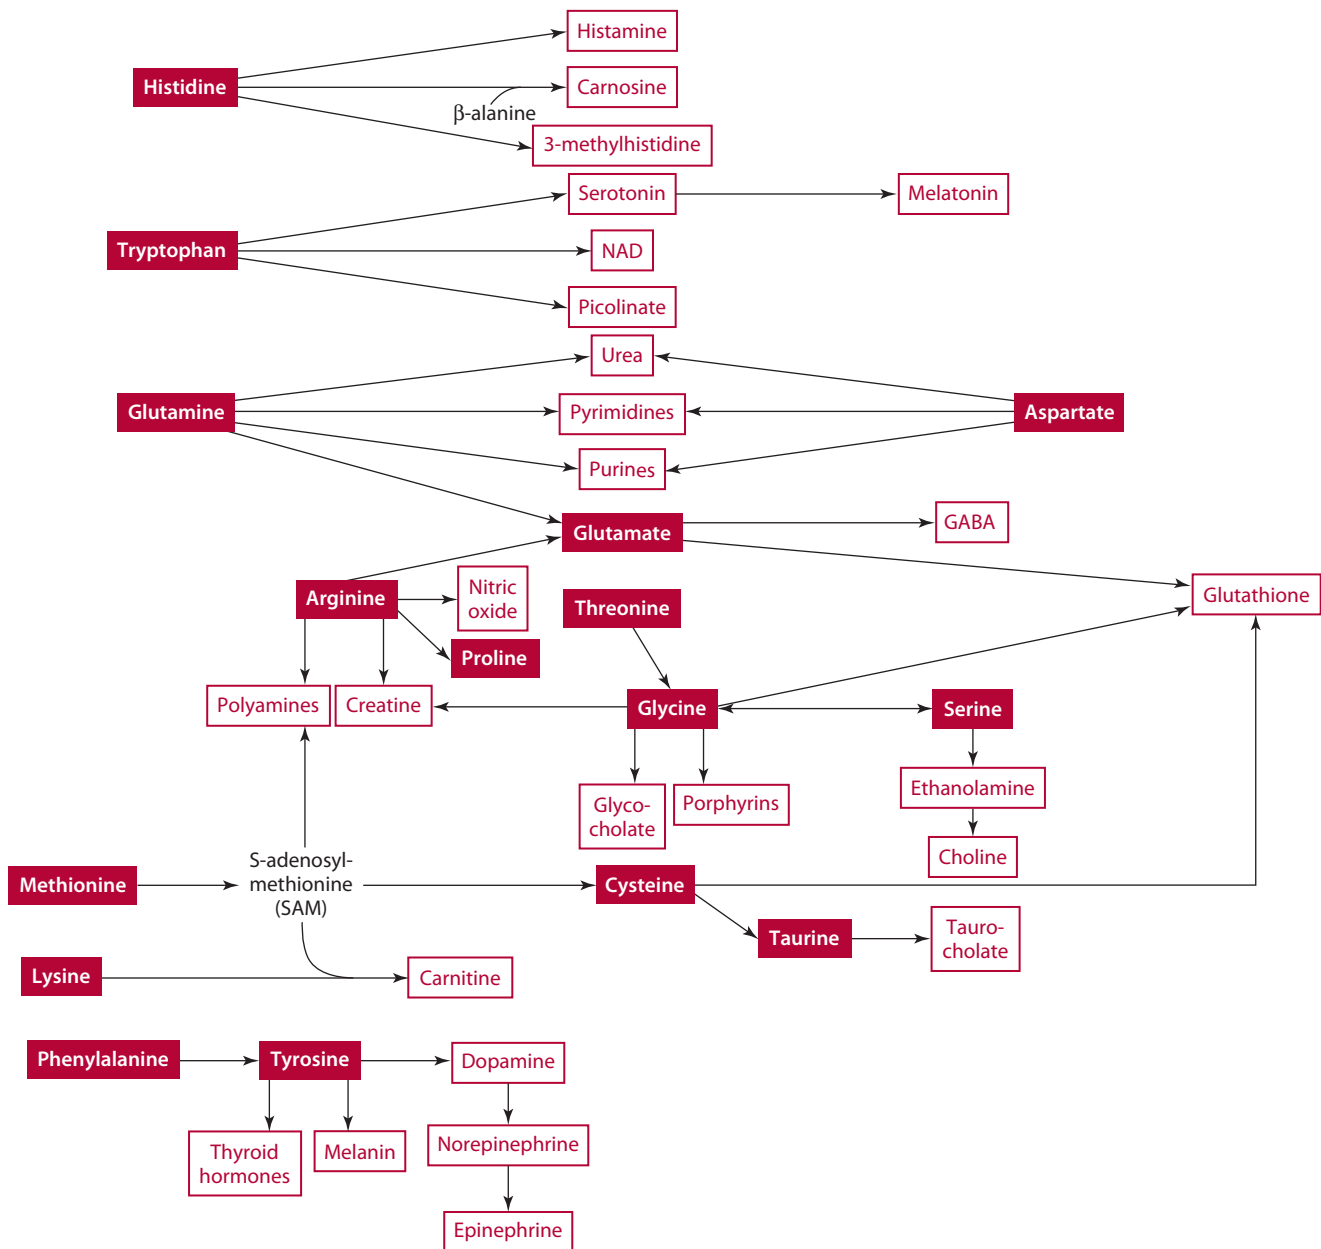 Histamine
Histidine
Carnosine
β-alanine
3-methylhistidine
Serotonin
Melatonin
Tryptophan
NAD
Picolinate
Urea
Glutamine
Pyrimidines
Aspartate
Purines
Glutamate
GABA
Arginine
Nitric
oxide
Threonine
Glutathione
Proline
Polyamines
Creatine
Glycine
Serine
Glyco-
cholate
Porphyrins
Ethanolamine
Choline
Methionine
S-adenosyl-
methionine
(SAM)
Cysteine
Taurine
Tauro-
cholate
Lysine
Carnitine
Phenylalanine
Tyrosine
Dopamine
Thyroid
hormones
Melanin
Norepinephrine
Epinephrine